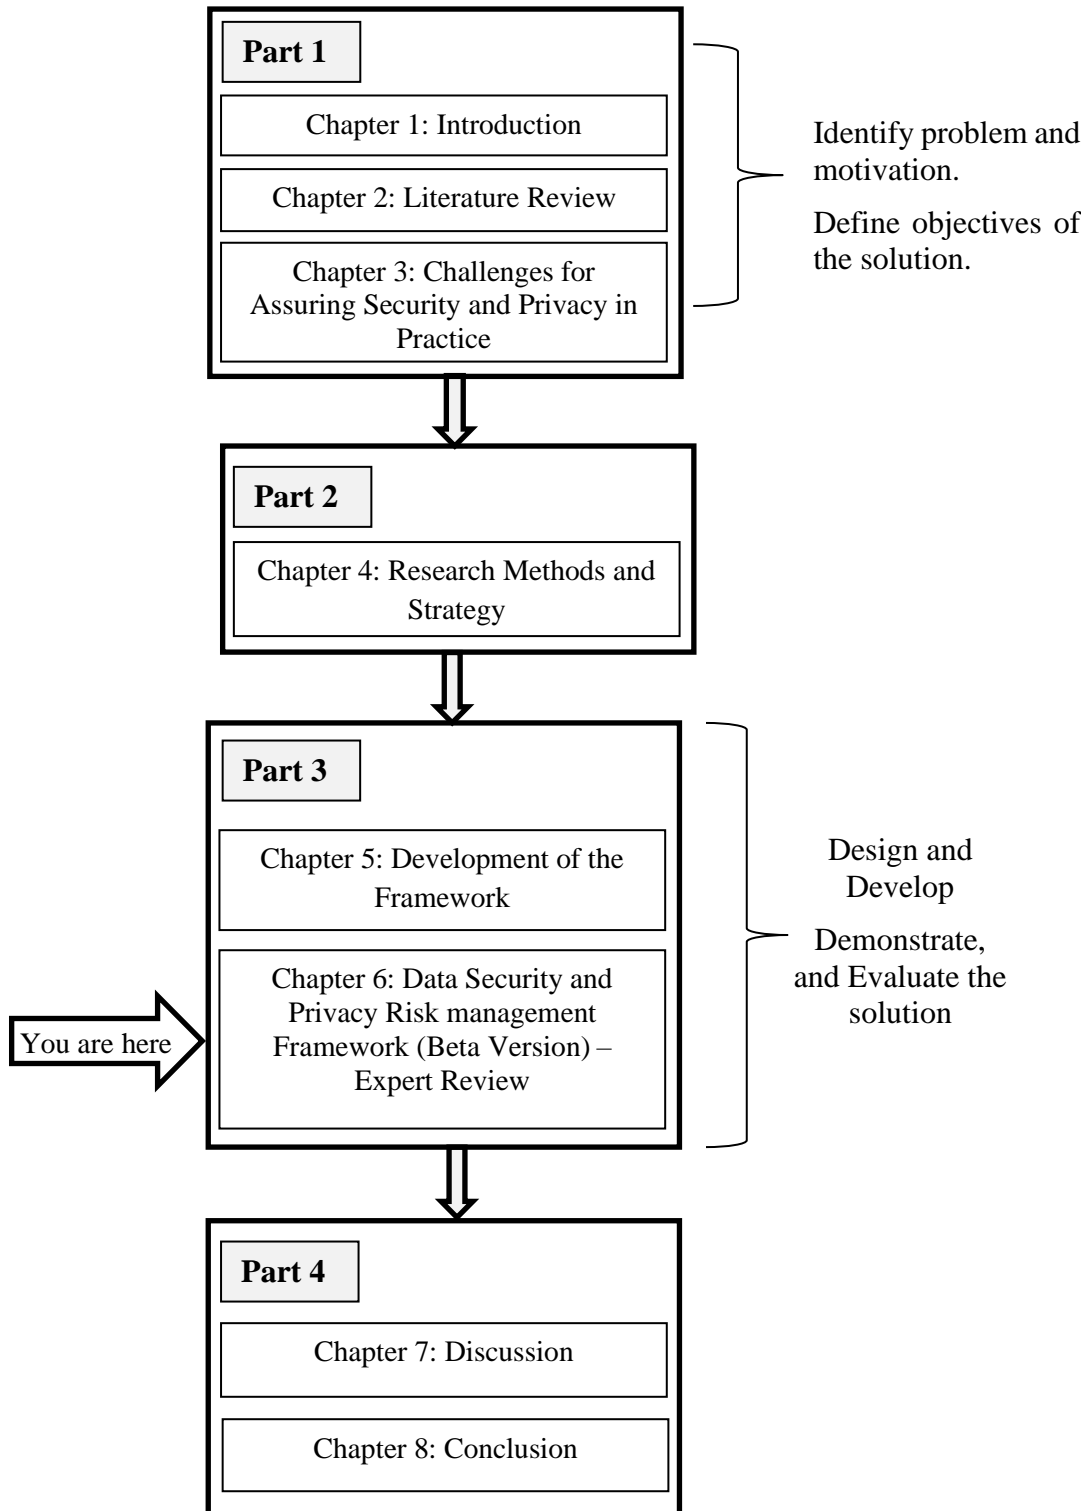 Part 1
Chapter 1: Introduction
Chapter 2: Literature Review
Chapter 3: Challenges for
Assuring Security and Privacy in
Practice
Identify problem and
motivation.
Define objectives of
the solution.
Part 2
Chapter 4: Research Methods and
Strategy
Part 3
Chapter 5: Development of the
Framework
Chapter 6: Data Security and
Privacy Risk management
Framework (Beta Version) –
Expert Review
You are here
Design and
Develop
Demonstrate,
and Evaluate the
solution
Part 4
Chapter 7: Discussion
Chapter 8: Conclusion